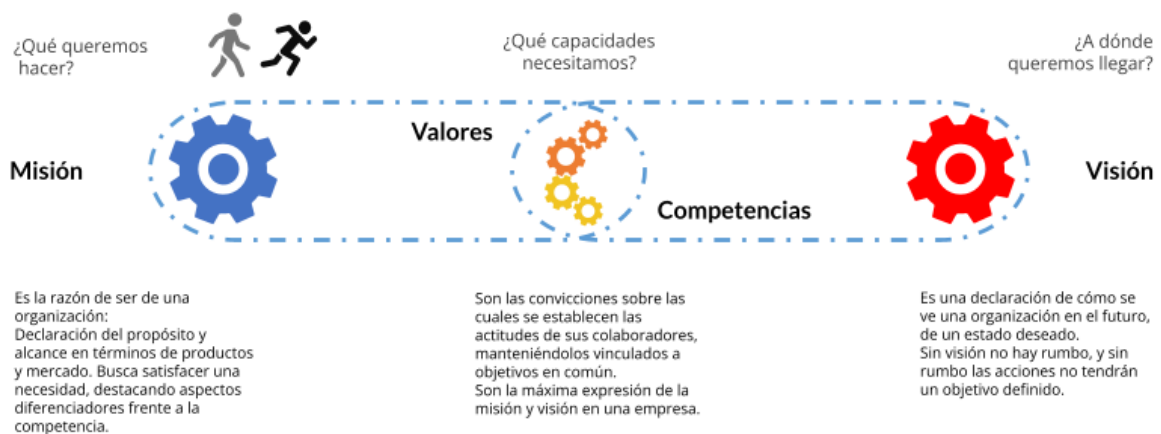 ¿Qué queremos
hacer?
¿Qué capacidades
necesitamos?
¿A dónde
queremos llegar?
Misión
Valores
Competencias
Visión
Es la razón de ser de una
organización:
Declaración del propósito y
alcance en términos de productos
y mercado. Busca satisfacer una
necesidad, destacando aspectos
diferenciadores frente a la
competencia.
Son las convicciones sobre las
cuales se establecen las
actitudes de sus colaboradores,
manteniéndolos vinculados a
objetivos en común.
Son la máxima expresión de la
misión y visión en una empresa.
Es una declaración de cómo se
ve una organización en el futuro,
de un estado deseado.
Sin visión no hay rumbo, y sin
rumbo las acciones no tendrán
un objetivo definido.